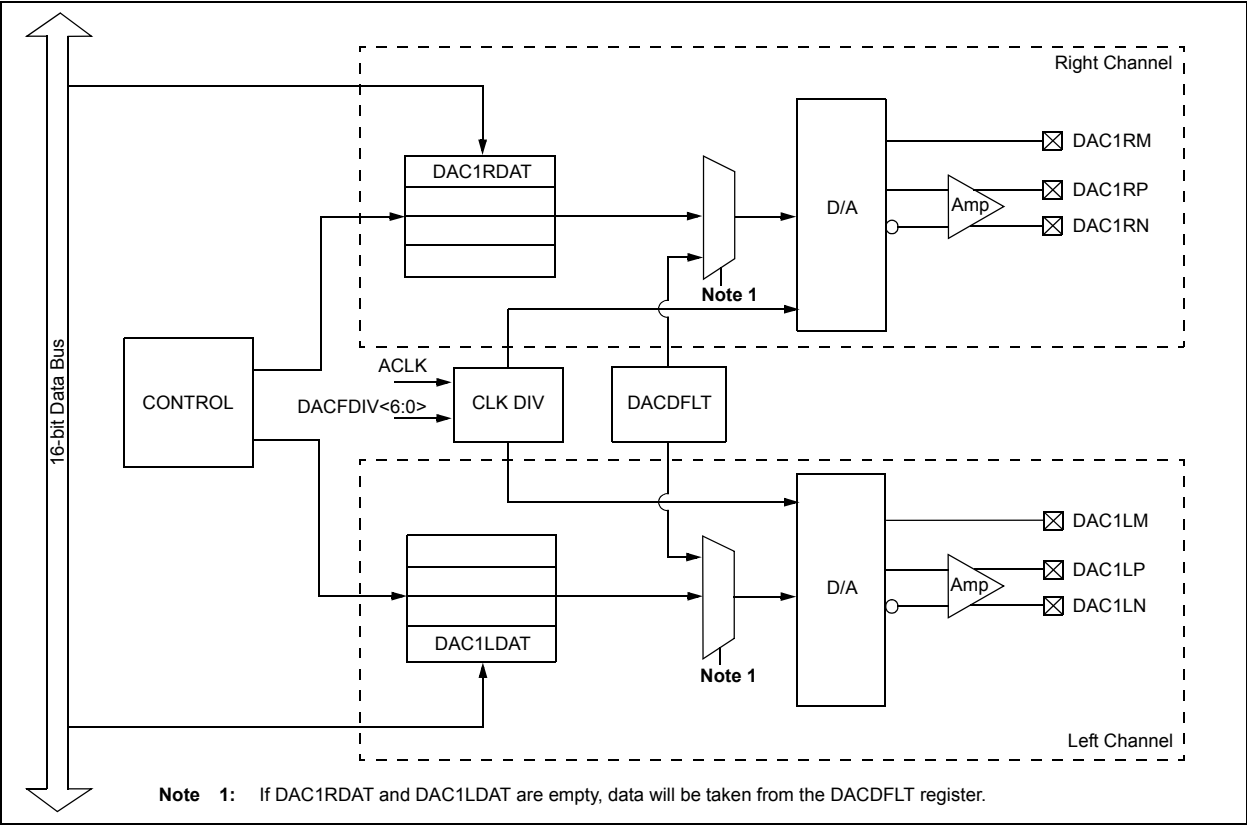 Right Channel
DAC1RDAT
D/A
DAC1RM
DAC1RP
Amp
DAC1RN
Note 1
16-bit Data Bus
CONTROL
ACLK
DACFDIV<6:0>
CLK DIV
DACDFLT
DAC1LDAT
D/A
DAC1LM
DAC1LP
Amp
DAC1LN
Note 1
Left Channel
Note 1: If DAC1RDAT and DAC1LDAT are empty, data will be taken from the DACDFLT register.